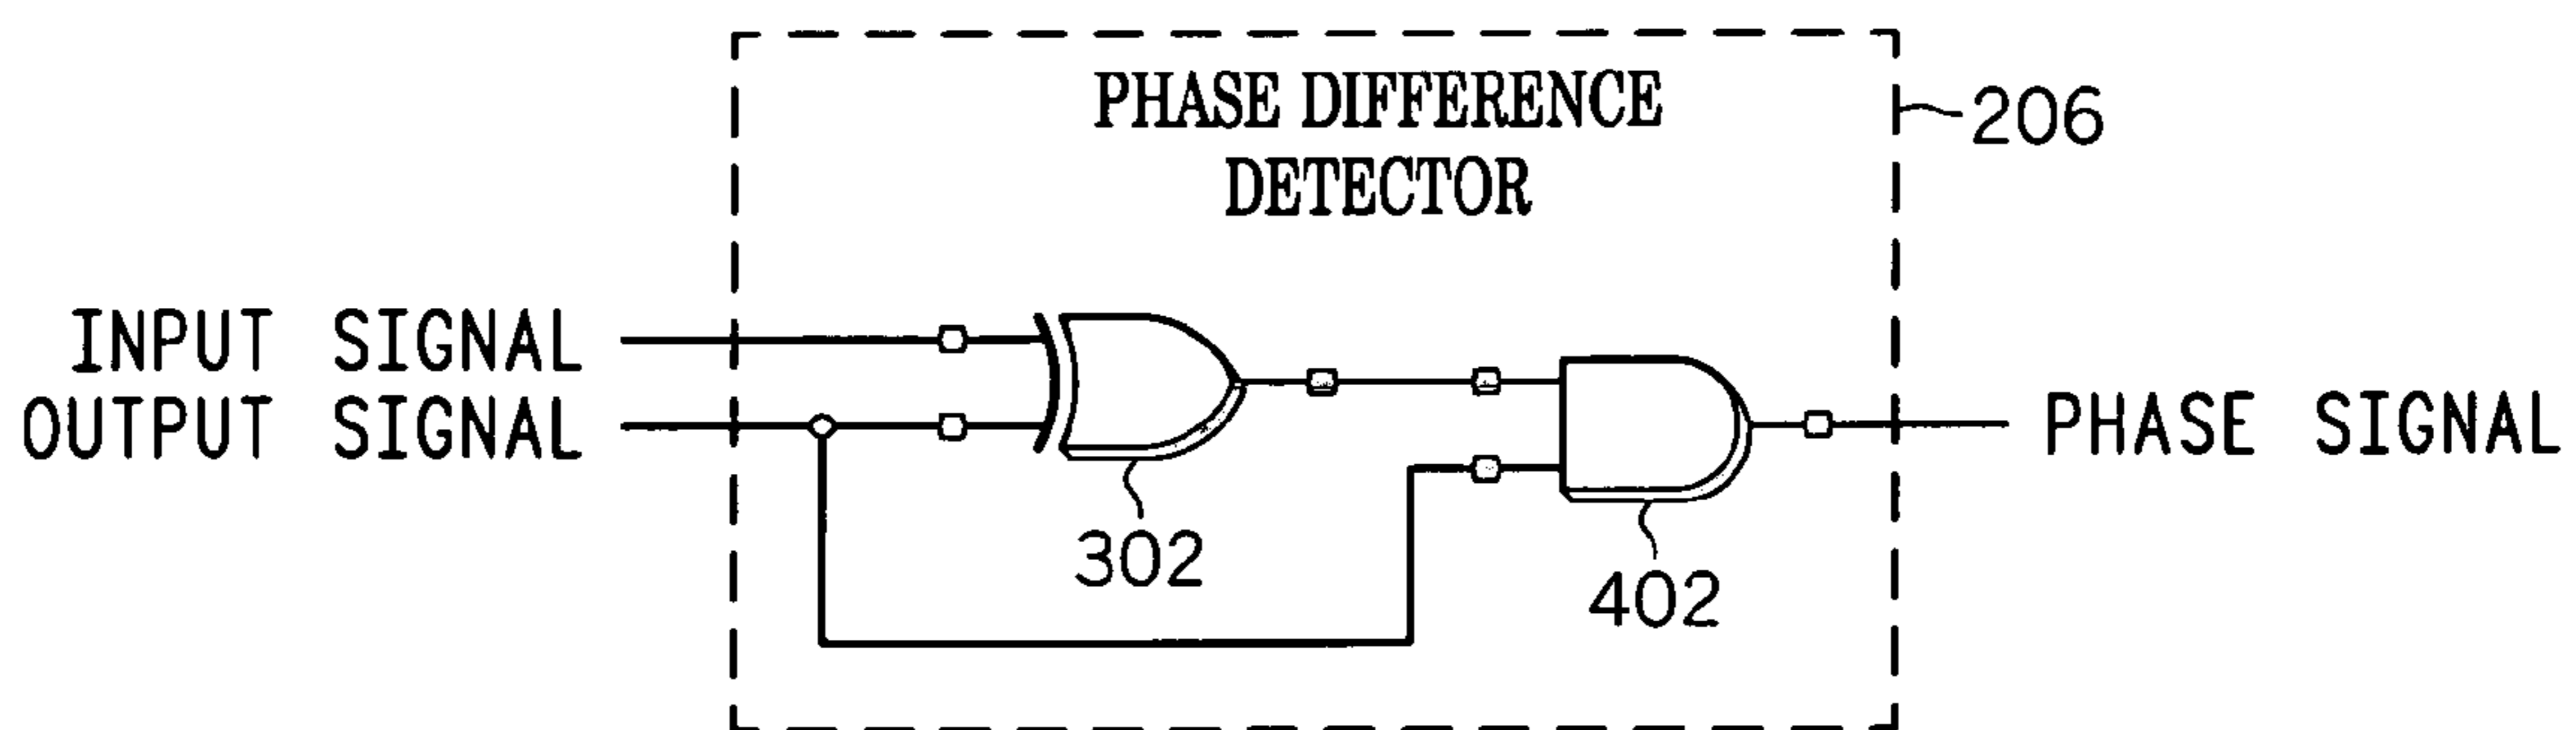 PHASE DIFFERENCE
DETECTOR
206
INPUT SIGNAL
OUTPUT SIGNAL
PHASE SIGNAL
302
402